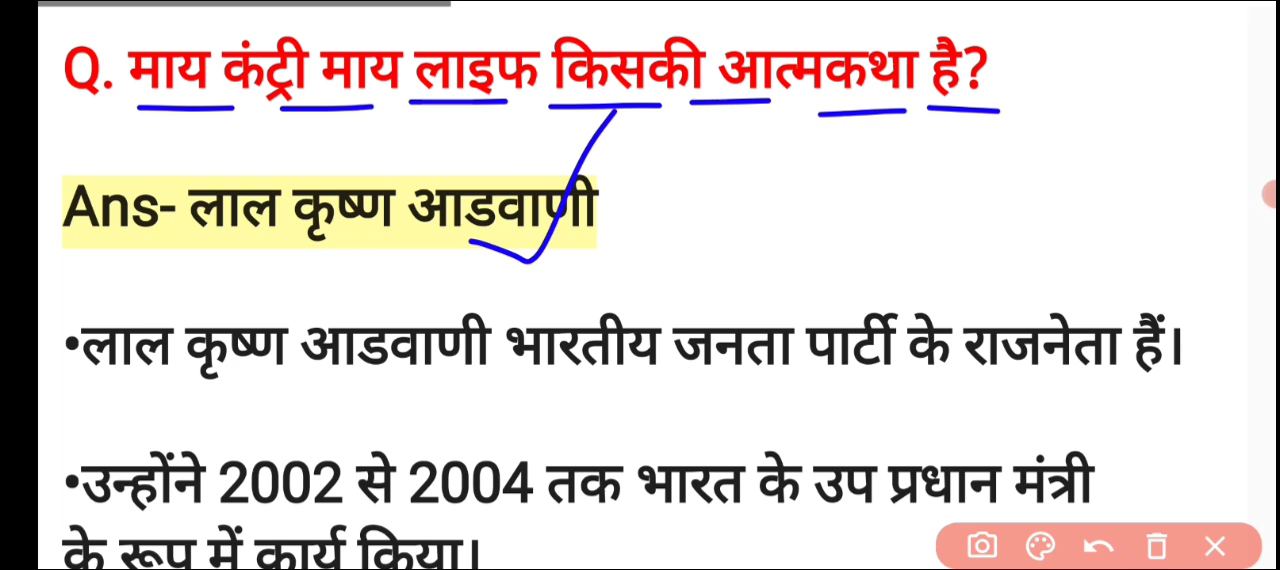 Q. माय कंट्री माय लाइफ किसकी आत्मकथा है?
Ans- लाल कृष्ण आडवाणी
•लाल कृष्ण आडवाणी भारतीय जनता पार्टी के राजनेता हैं।
•उन्होंने 2002 से 2004 तक भारत के उप प्रधान मंत्री
के रूप में कार्य किया।